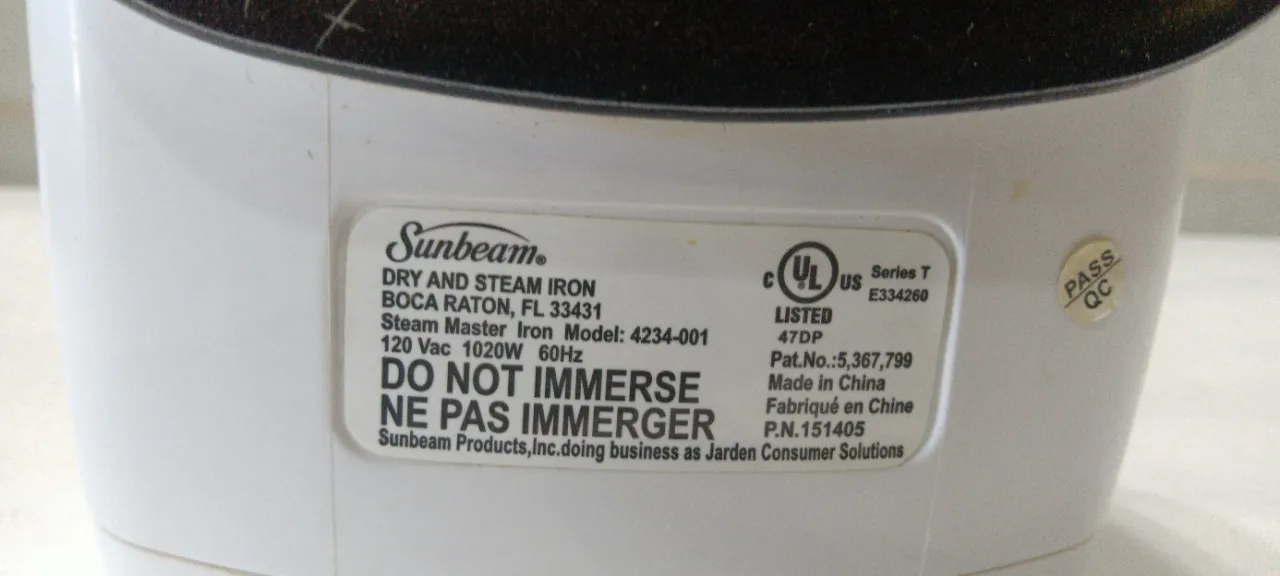 Sunbeam®
DRY AND STEAM IRON
BOCA RATON, FL 33431
Steam Master Iron Model: 4234-001
120 Vac 1020W 60Hz
DO NOT IMMERSE
NE PAS IMMERGER
Sunbeam Products,Inc.doing business as Jarden Consumer Solutions
C UL ® US
Series T
E334260
LISTED
47DP
Pat.No.:5,367,799
Made in China
Fabriqué en Chine
P.N.151405
PASS
QC